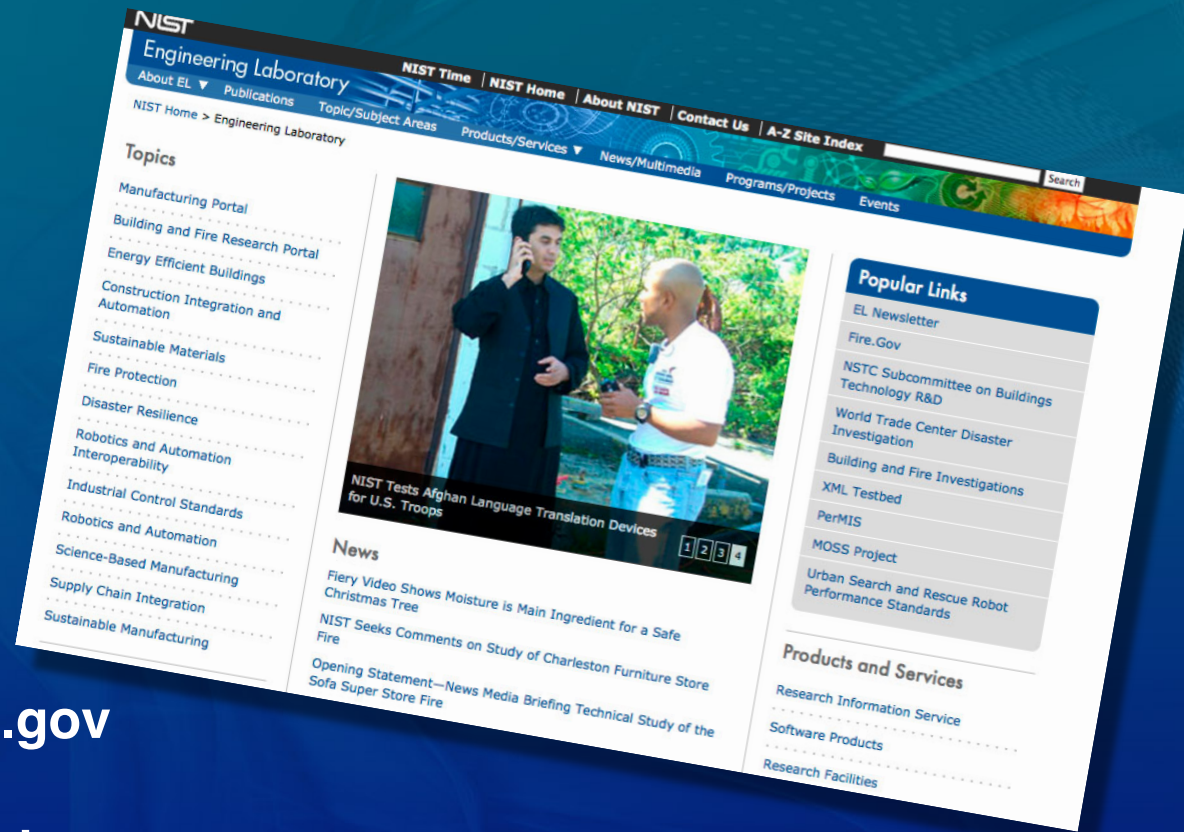 NIST
NIST Time | NIST Home | About NIST | Contact Us | A-Z Site Index
Search
Engineering Laboratory
About EL ▼ Publications Topic/Subject Areas Products/Services ▼ News/Multimedia Programs/Projects Events
NIST Home > Engineering Laboratory
Topics
Manufacturing Portal
Building and Fire Research Portal
Energy Efficient Buildings
Construction Integration and
Automation
Sustainable Materials
Fire Protection
Disaster Resilience
Robotics and Automation
Interoperability
Industrial Control Standards
Robotics and Automation
Science-Based Manufacturing
Supply Chain Integration
Sustainable Manufacturing
NIST Tests Afghan Language Translation Devices
for U.S. Troops
1 2 3 4
News
Fiery Video Shows Moisture is Main Ingredient for a Safe
Christmas Tree
NIST Seeks Comments on Study of Charleston Furniture Store
Fire
Opening Statement—News Media Briefing Technical Study of the
Sofa Super Store Fire
Popular Links
EL Newsletter
Fire.Gov
NSTC Subcommittee on Buildings
Technology R&D
World Trade Center Disaster
Investigation
Building and Fire Investigations
XML Testbed
PerMIS
MOSS Project
Urban Search and Rescue Robot
Performance Standards
Products and Services
Research Information Service
Software Products
Research Facilities
.gov